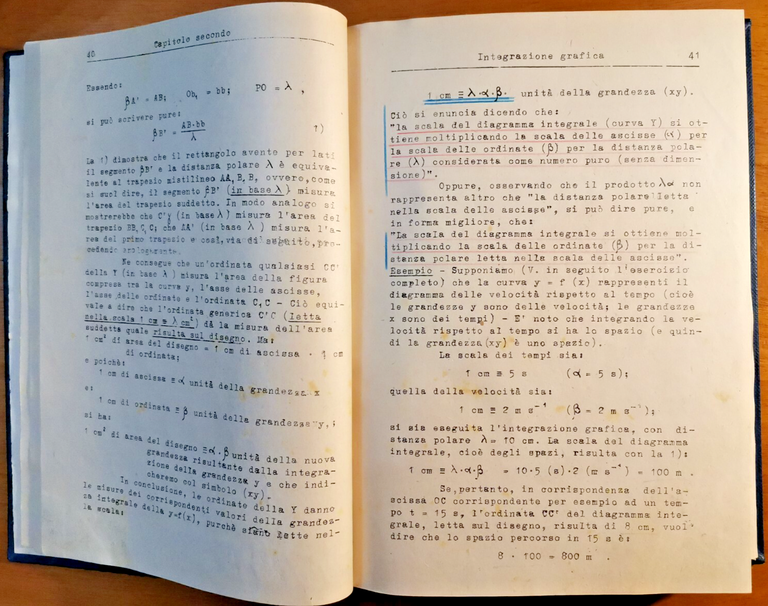 40 Capitolo secondo
Essendo:
βA' = AB; Ob₁ = bb; PO = λ ,
si può scrivere pure:
βB' = AB·bb / λ 1)
La 1) dimostra che il rettangolo avente per lati
il segmento βB' e la distanza polare λ è equiva-
lente al trapezio mistilineo AA,B,B, ovvero,come
si suol dire, il segmento βB' (in base λ) misura
l'area del trapezio suddetto. In modo analogo si
mostrerebbe che C' (in base λ) misura l'area del
trapezio BB, C; che ΔA' (in base λ ) misura l'a-
rea del primo trapezio e così,via di seguito,pro-
cedendo
Ne consegue che un'ordinata qualsiasi CC'
della Y (in base λ ) misura l'area della figura
compresa tra la curva y, l'asse delle ascisse,
l'asse delle ordinate e l'ordinata C,C - Ciò equi-
vale a dire che l'ordinata generica C'C (letta
nella scala 1 cm ≡ λ cm²) dà la misura dell'area
suddetta quale risulta sul disegno. Ma:
1 cm² di area del disegno = 1 cm di ascissa · 1 cm
di ordinata;
e poichè:
1 cm di ascissa ≡ α unità della grandezza x
e:
1 cm di ordinata ≡ β unità della grandezza y,;
si ha:
1 cm² di area del disegno ≡ α·β unità della nuova
grandezza risultante dalla integra-
zione della grandezza y e che indi-
cheremo col simbolo (xy).
In conclusione, le ordinate della Y danno
le misure dei corrispondenti valori della grandez-
za integrale della y=f(x), purchè siano lette nel-
la scala:
Integrazione grafica 41
1 cm ≡ λ·α·β· unità della grandezza (xy).
Ciò si enuncia dicendo che:
"la scala del diagramma integrale (curva Y) si ot-
tiene moltiplicando la scala delle ascisse (α) per
la scala delle ordinate (β) per la distanza pola-
re (λ) considerata come numero puro (senza dimen-
sione)".
Oppure, osservando che il prodotto λα non
rappresenta altro che "la distanza polare letta
nella scala delle ascisse", si può dire pure, e
in forma migliore, che:
"La scala del diagramma integrale si ottiene mol-
tiplicando la scala delle ordinate (β) per la di-
stanza polare letta nella scala delle ascisse".
Esempio - Supponiamo (V. in seguito l'esercizio
completo) che la curva y = f (x) rappresenti il
diagramma delle velocità rispetto al tempo (cioè
le grandezze y sono delle velocità; le grandezze
x sono dei tempi) - E' noto che integrando la ve-
locità rispetto al tempo si ha lo spazio (e quin-
di la grandezza (xy) è uno spazio).
La scala dei tempi sia:
1 cm ≡ 5 s (α = 5 s);
quella della velocità sia:
1 cm ≡ 2 m s⁻¹ (β = 2 m s⁻¹);
si sia eseguita l'integrazione grafica, con di-
stanza polare λ = 10 cm. La scala del diagramma
integrale, cioè degli spazi, risulta con la 1):
1 cm ≡ λ·α·β = 10·5 (s)·2 (m s⁻¹) = 100 m .
Se,pertanto, in corrispondenza dell'a-
scissa OC corrispondente per esempio ad un tem-
po t = 15 s, l'ordinata CC' del diagramma inte-
grale, letta sul disegno, risulta di 8 cm, vuol
dire che lo spazio percorso in 15 s è:
8 · 100 = 800 m .